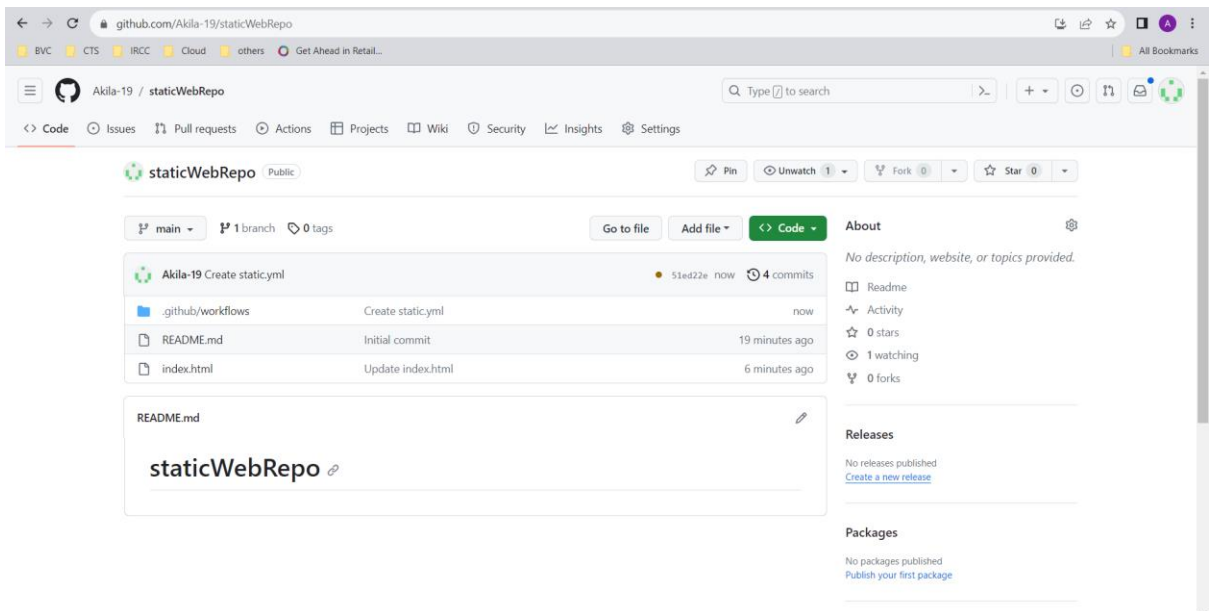 github.com/Akila-19/staticWebRepo
BVC CTS IRCC Cloud others Get Ahead in Retail... All Bookmarks
Akila-19 / staticWebRepo Type / to search
Code Issues Pull requests Actions Projects Wiki Security Insights Settings
staticWebRepo Public Pin Unwatch 1 Fork 0 Star 0
main 1 branch 0 tags Go to file Add file <> Code
Akila-19 Create static.yml 51ed22e now 4 commits
.github/workflows Create static.yml now
README.md Initial commit 19 minutes ago
index.html Update index.html 6 minutes ago
README.md
staticWebRepo
About
No description, website, or topics provided.
Readme
Activity
0 stars
1 watching
0 forks
Releases
No releases published
Create a new release
Packages
No packages published
Publish your first package